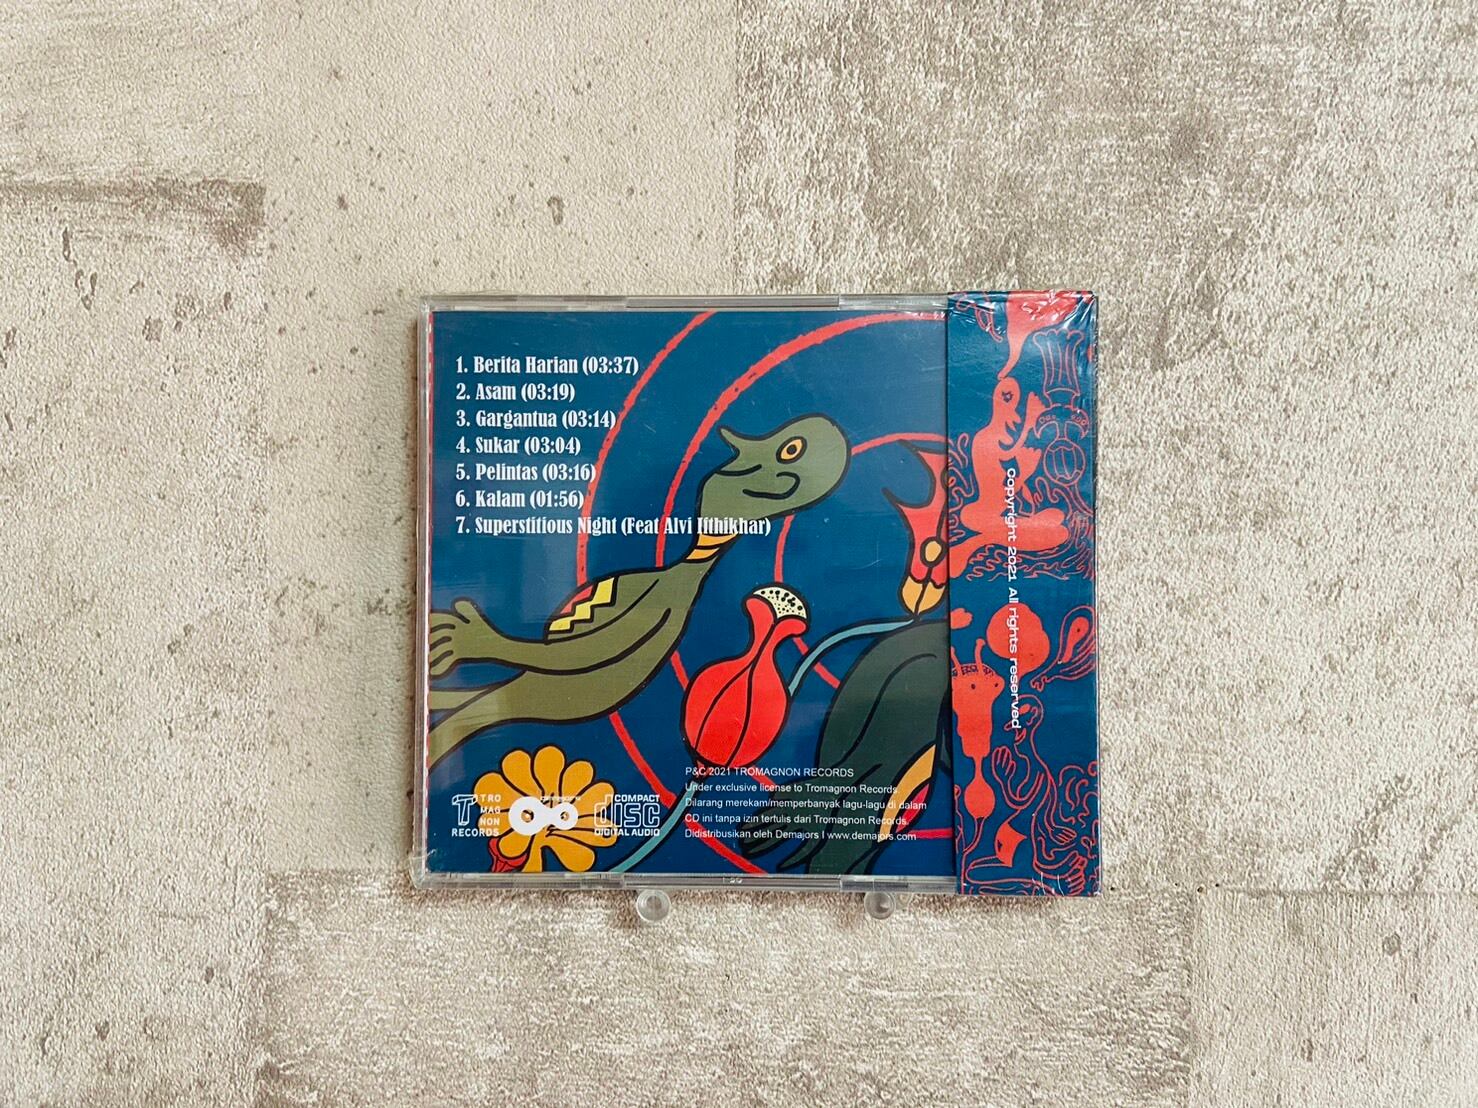 1. Berita Harian (03:37)
2. Asam (03:19)
3. Gargantua (03:14)
4. Sukar (03:04)
5. Pelintas (03:16)
6. Kalam (01:56)
7. Superstitious Night (Feat Alvi Ifthikhar)
Copyright 2021 All rights reserved
TRO
MAG
NON
RECORDS
COMPACT
disc
DIGITAL AUDIO
P&C 2021 TROMAGNON RECORDS
Under exclusive license to Tromagnon Records.
Dilarang merekam/memperbanyak lagu-lagu di dalam
CD ini tanpa izin tertulis dari Tromagnon Records.
Didistribusikan oleh Demajors I www.demajors.com